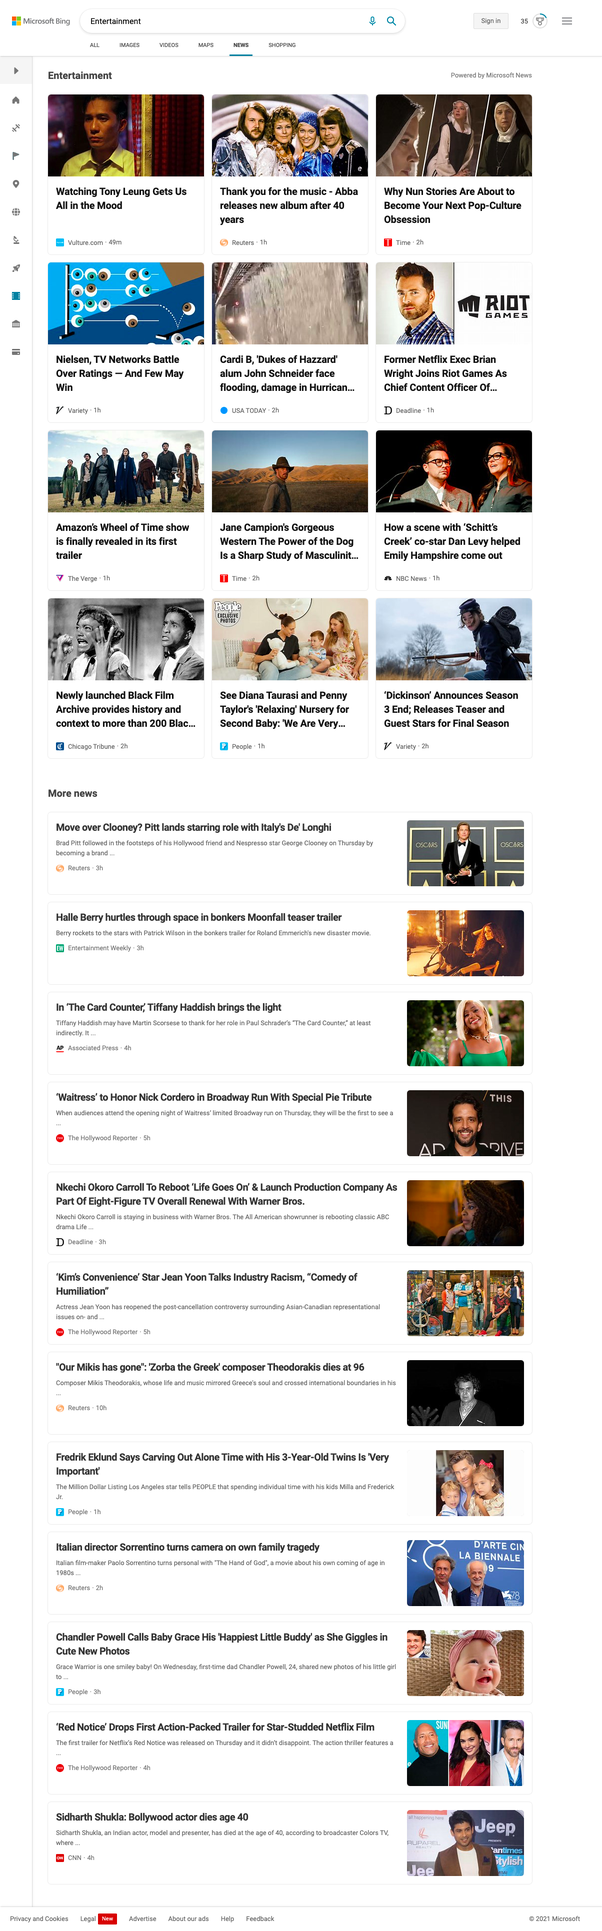 Microsoft Bing
Entertainment
Sign in
35
ALL
IMAGES
VIDEOS
MAPS
NEWS
SHOPPING
Entertainment
Powered by Microsoft News
Watching Tony Leung Gets Us
All in the Mood
Vulture.com · 49m
Thank you for the music - Abba
releases new album after 40
years
Reuters · 1h
Why Nun Stories Are About to
Become Your Next Pop-Culture
Obsession
Time · 2h
Nielsen, TV Networks Battle
Over Ratings — And Few May
Win
Variety · 1h
Cardi B, 'Dukes of Hazzard'
alum John Schneider face
flooding, damage in Hurrican...
USA TODAY · 2h
RIOT
GAMES
Former Netflix Exec Brian
Wright Joins Riot Games As
Chief Content Officer Of...
Deadline · 1h
Amazon's Wheel of Time show
is finally revealed in its first
trailer
The Verge · 1h
Jane Campion's Gorgeous
Western The Power of the Dog
Is a Sharp Study of Masculinit...
Time · 2h
How a scene with 'Schitt's
Creek' co-star Dan Levy helped
Emily Hampshire come out
NBC News · 1h
Newly launched Black Film
Archive provides history and
context to more than 200 Blac...
Chicago Tribune · 2h
People
EXCLUSIVE
PHOTOS
See Diana Taurasi and Penny
Taylor's 'Relaxing' Nursery for
Second Baby: 'We Are Very...
People · 1h
'Dickinson' Announces Season
3 End; Releases Teaser and
Guest Stars for Final Season
Variety · 2h
More news
Move over Clooney? Pitt lands starring role with Italy's De' Longhi
Brad Pitt followed in the footsteps of his Hollywood friend and Nespresso star George Clooney on Thursday by
becoming a brand ...
Reuters · 3h
OSCARS
OSCARS
Halle Berry hurtles through space in bonkers Moonfall teaser trailer
Berry rockets to the stars with Patrick Wilson in the bonkers trailer for Roland Emmerich's new disaster movie.
Entertainment Weekly · 3h
In 'The Card Counter,' Tiffany Haddish brings the light
Tiffany Haddish may have Martin Scorsese to thank for her role in Paul Schrader's "The Card Counter," at least
indirectly. It ...
AP
Associated Press · 4h
'Waitress' to Honor Nick Cordero in Broadway Run With Special Pie Tribute
When audiences attend the opening night of Waitress' limited Broadway run on Thursday, they will be the first to see a
...
The Hollywood Reporter · 5h
THIS
Nkechi Okoro Carroll To Reboot 'Life Goes On' & Launch Production Company As
Part Of Eight-Figure TV Overall Renewal With Warner Bros.
Nkechi Okoro Carroll is staying in business with Warner Bros. The All American showrunner is rebooting classic ABC
drama Life ...
Deadline · 3h
'Kim's Convenience' Star Jean Yoon Talks Industry Racism, "Comedy of
Humiliation"
Actress Jean Yoon has reopened the post-cancellation controversy surrounding Asian-Canadian representational
issues on- and ...
The Hollywood Reporter · 5h
"Our Mikis has gone": 'Zorba the Greek' composer Theodorakis dies at 96
Composer Mikis Theodorakis, whose life and music mirrored Greece's soul and crossed international boundaries in his
...
Reuters · 10h
Fredrik Eklund Says Carving Out Alone Time with His 3-Year-Old Twins Is 'Very
Important'
The Million Dollar Listing Los Angeles star tells PEOPLE that spending individual time with his kids Milla and Frederick
Jr.
People · 1h
Italian director Sorrentino turns camera on own family tragedy
Italian film-maker Paolo Sorrentino turns personal with "The Hand of God", a movie about his own coming of age in
1980s ...
Reuters · 2h
D'ARTE CIN
LA BIENNALE
Chandler Powell Calls Baby Grace His 'Happiest Little Buddy' as She Giggles in
Cute New Photos
Grace Warrior is one smiley baby! On Wednesday, first-time dad Chandler Powell, 24, shared new photos of his little girl
to ...
People · 3h
'Red Notice' Drops First Action-Packed Trailer for Star-Studded Netflix Film
The first trailer for Netflix's Red Notice was released on Thursday and it didn't disappoint. The action thriller features a
...
The Hollywood Reporter · 4h
SUN
Sidharth Shukla: Bollywood actor dies age 40
Sidharth Shukla, an Indian actor, model and presenter, has died at the age of 40, according to broadcaster Colors TV,
where ...
CNN · 4h
Jeep
Jeep
Privacy and Cookies
Legal
New
Advertise
About our ads
Help
Feedback
© 2021 Microsoft